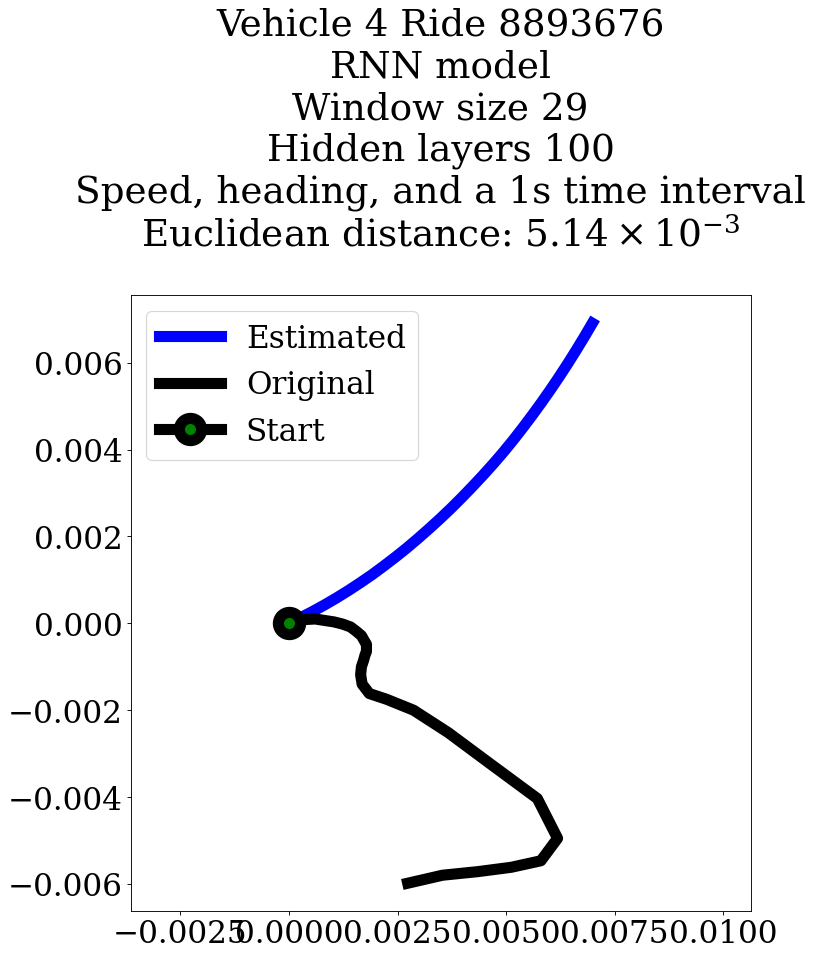 Vehicle 4 Ride 8893676
RNN model
Window size 29
Hidden layers 100
Speed, heading, and a 1s time interval
Euclidean distance: 5.14 × 10⁻³
Estimated
Original
Start
0.006
0.004
0.002
0.000
−0.002
−0.004
−0.006
−0.0025 0.0000 0.0025 0.0050 0.0075 0.0100